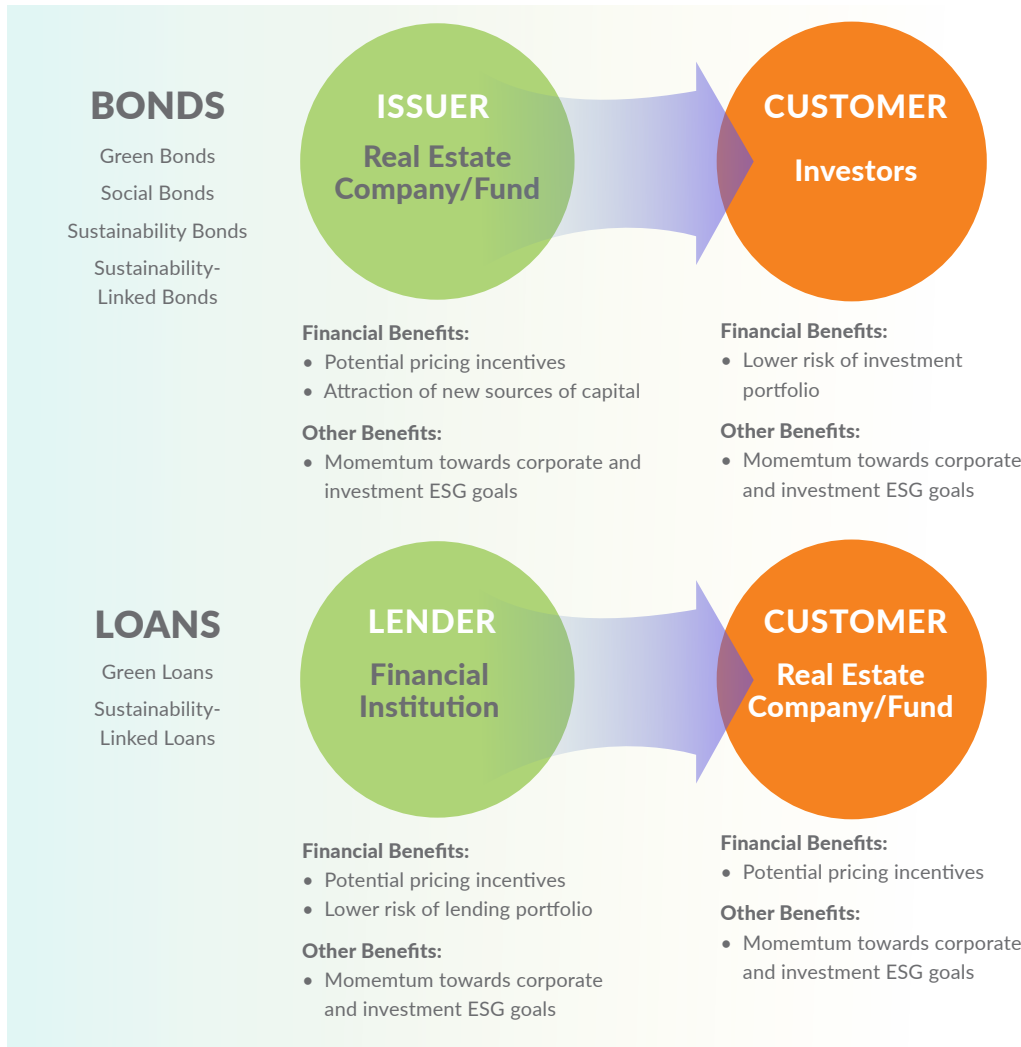 BONDS
Green Bonds
Social Bonds
Sustainability Bonds
Sustainability-
Linked Bonds
ISSUER
Real Estate
Company/Fund
CUSTOMER
Investors
Financial Benefits:
• Potential pricing incentives
• Attraction of new sources of capital
Other Benefits:
• Momemtum towards corporate and
investment ESG goals
Financial Benefits:
• Lower risk of investment
portfolio
Other Benefits:
• Momemtum towards corporate
and investment ESG goals
LOANS
Green Loans
Sustainability-
Linked Loans
LENDER
Financial
Institution
CUSTOMER
Real Estate
Company/Fund
Financial Benefits:
• Potential pricing incentives
• Lower risk of lending portfolio
Other Benefits:
• Momemtum towards corporate
and investment ESG goals
Financial Benefits:
• Potential pricing incentives
Other Benefits:
• Momemtum towards corporate
and investment ESG goals